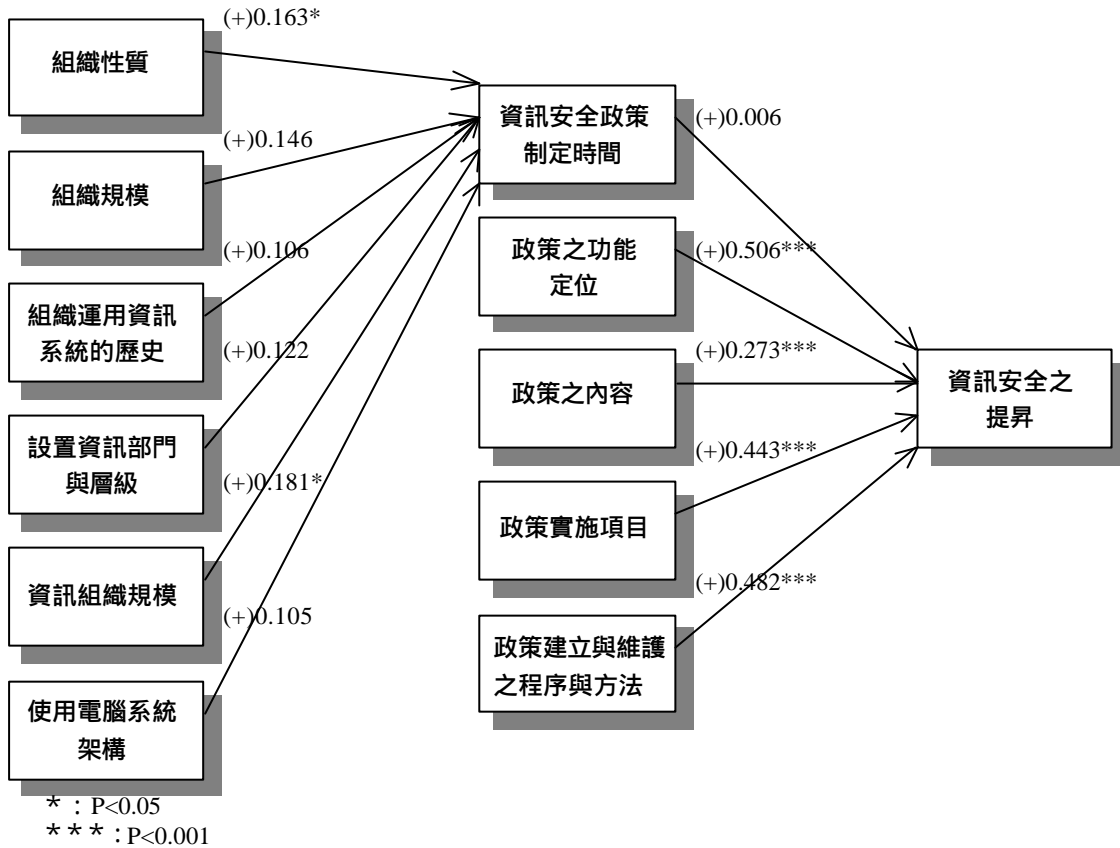 (+)0.163*
組織性質
(+)0.146
組織規模
(+)0.106
組織運用資訊
系統的歷史
(+)0.122
設置資訊部門
與層級
(+)0.181*
資訊組織規模
(+)0.105
使用電腦系統
架構
資訊安全政策
制定時間
(+)0.006
政策之功能
定位
(+)0.506***
政策之內容
(+)0.273***
政策實施項目
(+)0.443***
政策建立與維護
之程序與方法
(+)0.482***
資訊安全之
提昇
*：P<0.05
***：P<0.001